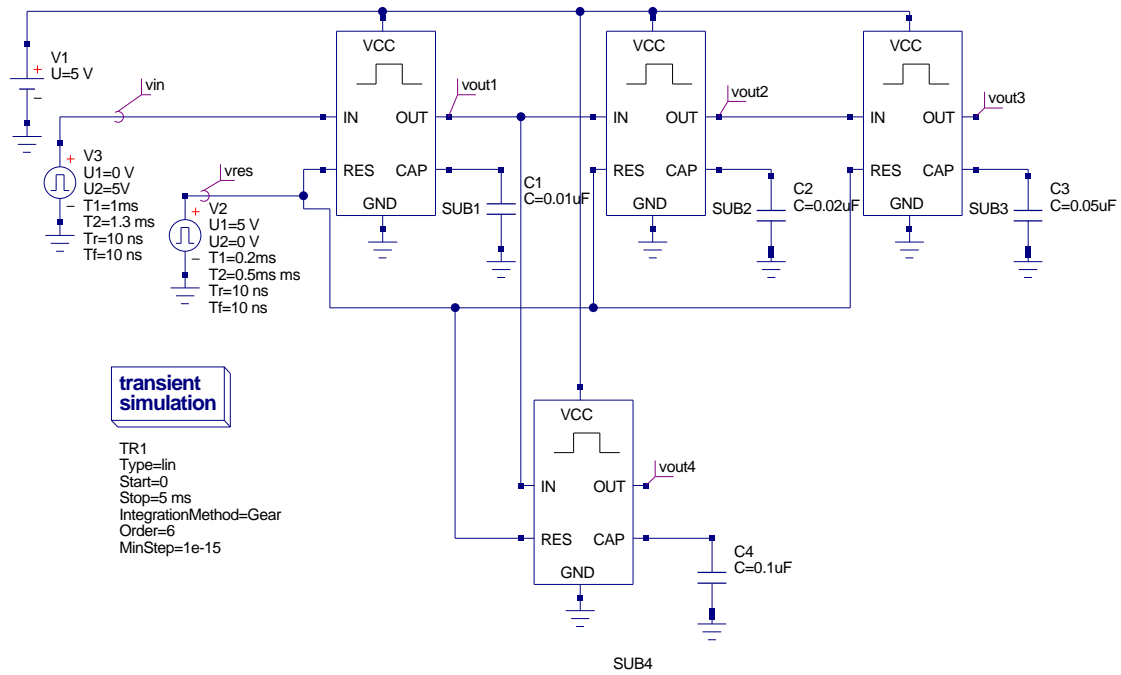 V1
U=5 V
vin
V3
U1=0 V
U2=5V
T1=1ms
T2=1.3 ms
Tr=10 ns
Tf=10 ns
vres
V2
U1=5 V
U2=0 V
T1=0.2ms
T2=0.5ms ms
Tr=10 ns
Tf=10 ns
VCC
IN
OUT
RES
CAP
GND
SUB1
vout1
C1
C=0.01uF
VCC
IN
OUT
RES
CAP
GND
SUB2
vout2
C2
C=0.02uF
VCC
IN
OUT
RES
CAP
GND
SUB3
vout3
C3
C=0.05uF
transient
simulation
TR1
Type=lin
Start=0
Stop=5 ms
IntegrationMethod=Gear
Order=6
MinStep=1e-15
VCC
IN
OUT
RES
CAP
GND
vout4
C4
C=0.1uF
SUB4